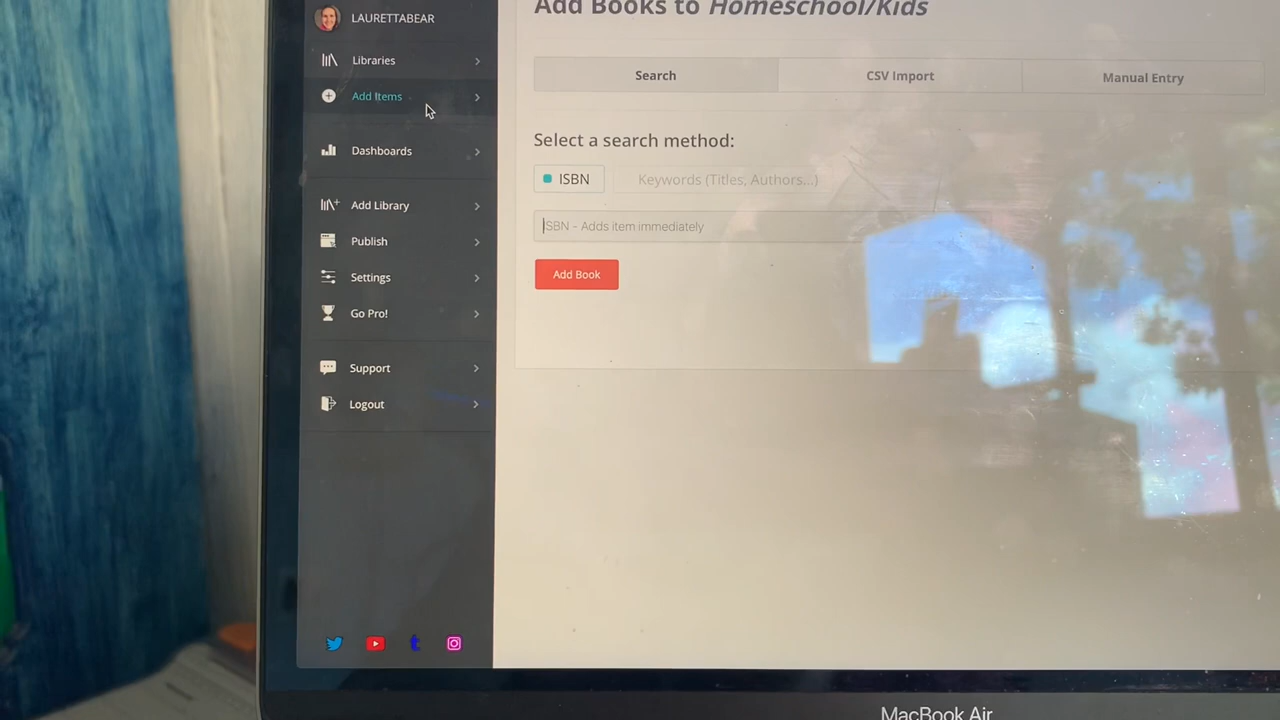 LAURETTABEAR
Libraries
Add Items
Dashboards
Add Library
Publish
Settings
Go Pro!
Support
Logout
Add Books to Homeschool/Kids
Search
CSV Import
Manual Entry
Select a search method:
ISBN
Keywords (Titles, Authors...)
ISBN - Adds item immediately
Add Book
MacBook Air